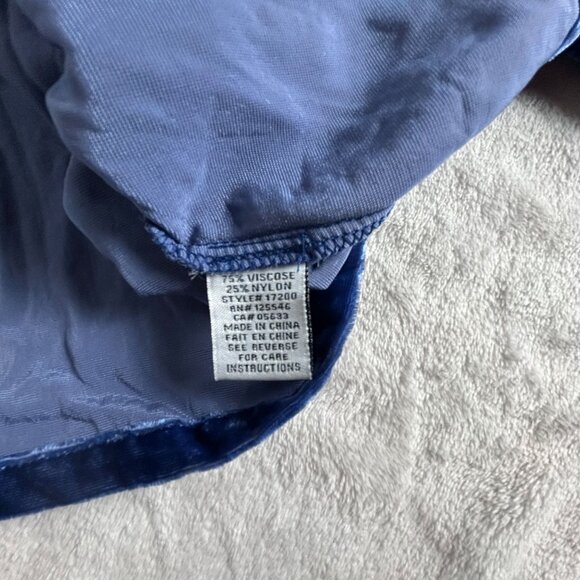 75% VISCOSE
25% NYLON
STYLE# 17200
RN# 125546
CA# 05633
MADE IN CHINA
FAIT EN CHINE
SEE REVERSE
FOR CARE
INSTRUCTIONS